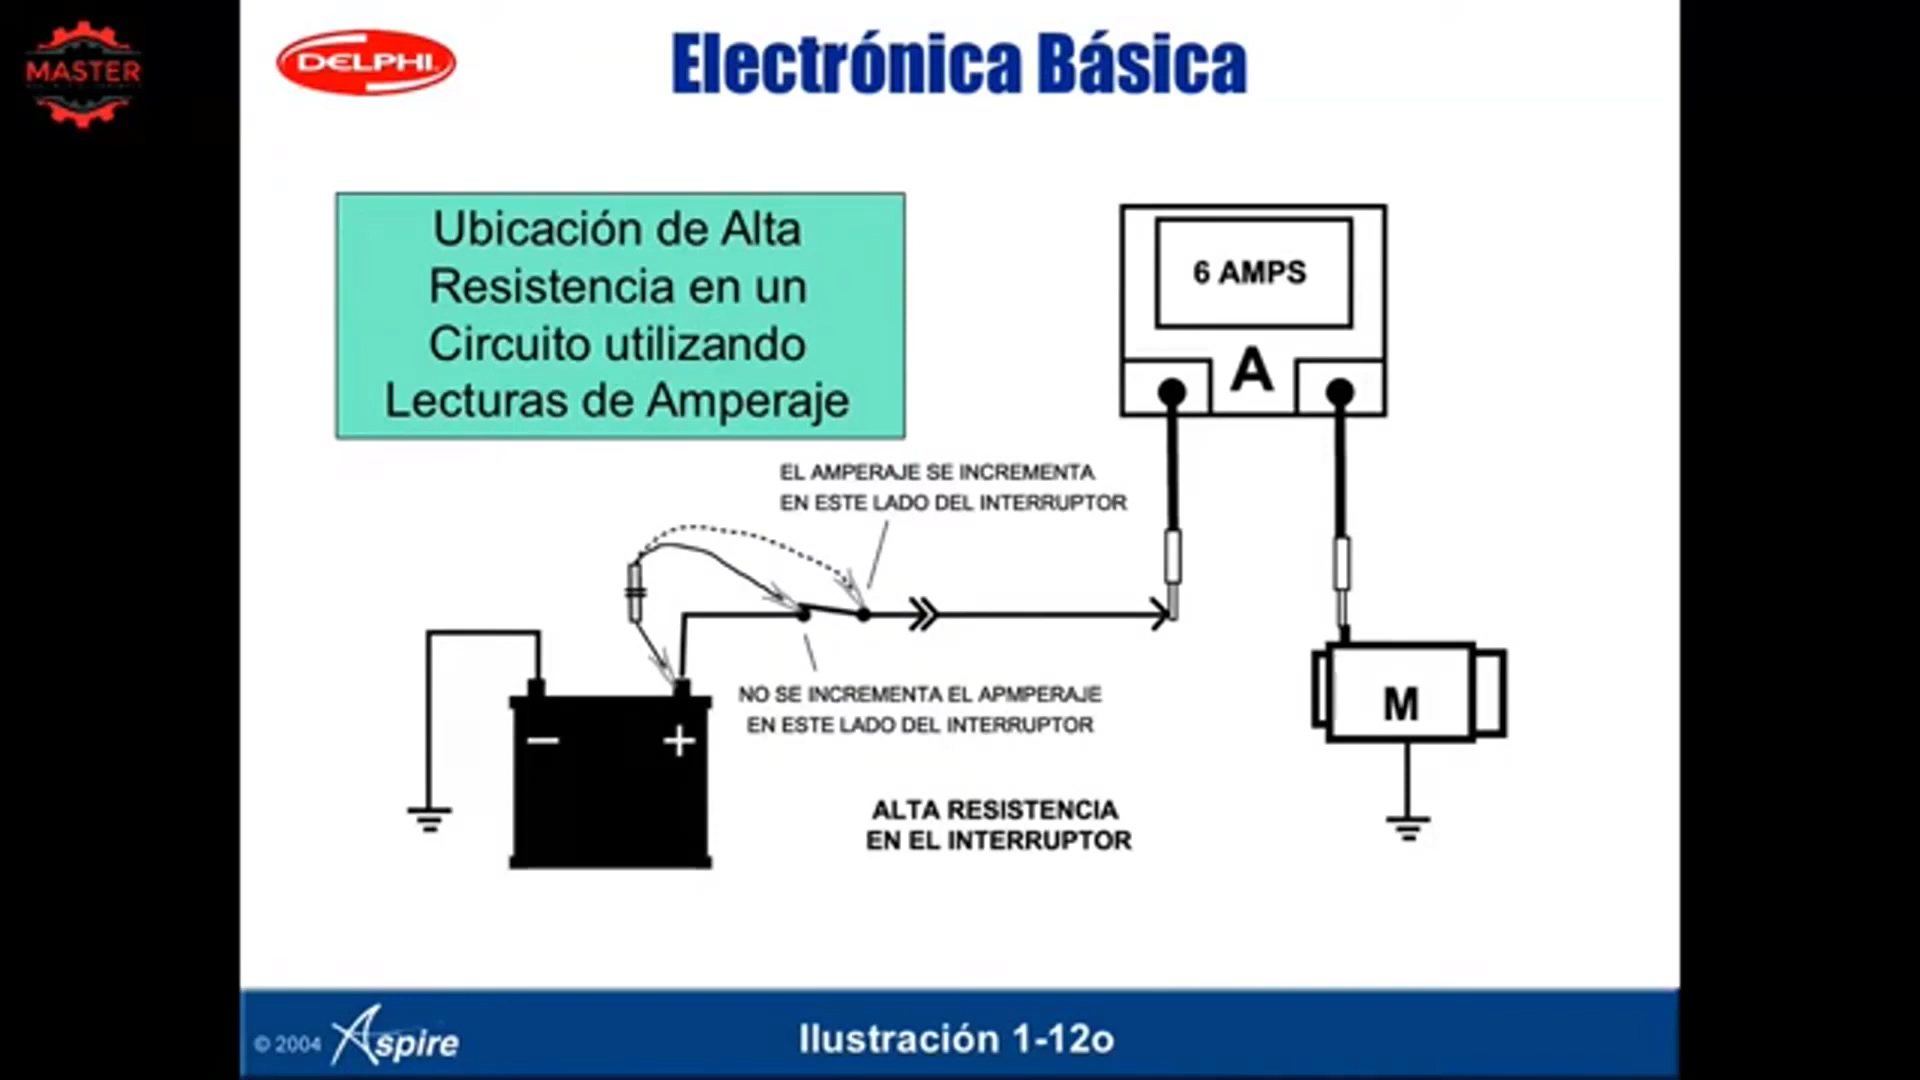 MASTER
DELPHI
Electrónica Básica
Ubicación de Alta
Resistencia en un
Circuito utilizando
Lecturas de Amperaje
6 AMPS
A
EL AMPERAJE SE INCREMENTA
EN ESTE LADO DEL INTERRUPTOR
NO SE INCREMENTA EL APMPERAJE
EN ESTE LADO DEL INTERRUPTOR
M
− +
ALTA RESISTENCIA
EN EL INTERRUPTOR
© 2004 Aspire
Ilustración 1-12o